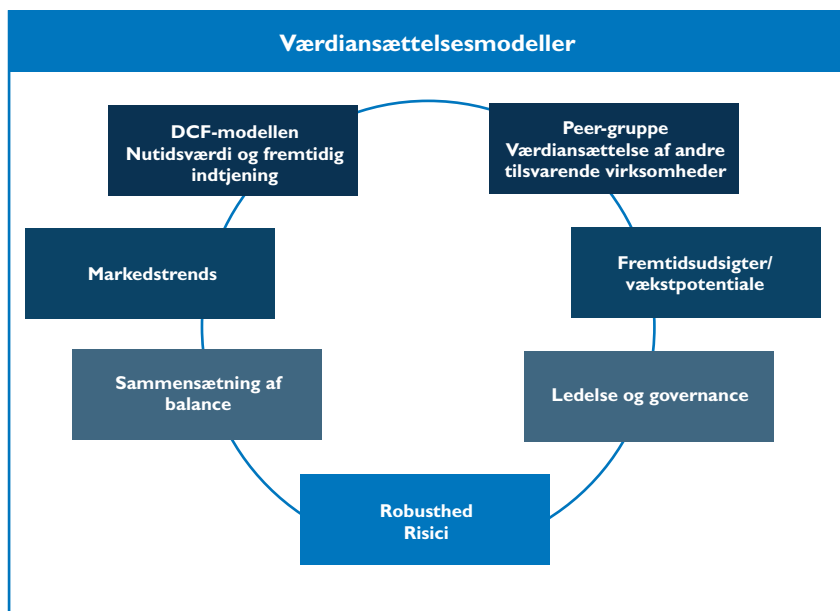 Værdiansættelsesmodeller
DCF-modellen
Nutidsværdi og fremtidig
indtjening
Peer-gruppe
Værdiansættelse af andre
tilsvarende virksomheder
Markedstrends
Fremtidsudsigter/
vækstpotentiale
Sammensætning af
balance
Ledelse og governance
Robusthed
Risici